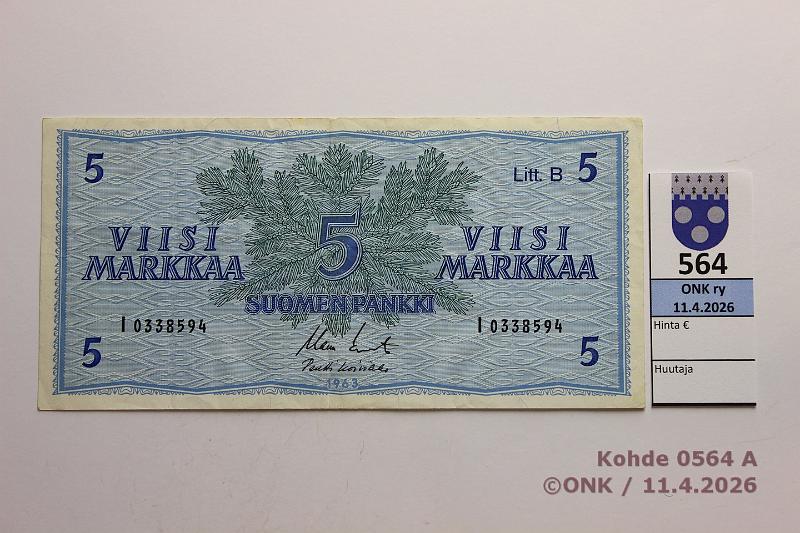 5
Litt. B 5
VIISI
MARKKAA
5
VIISI
MARKKAA
SUOMEN PANKKI
I 0338594
I 0338594
5
5
1963
564
ONK ry
11.4.2026
Hinta €
Huutaja
Kohde 0564 A
©ONK / 11.4.2026